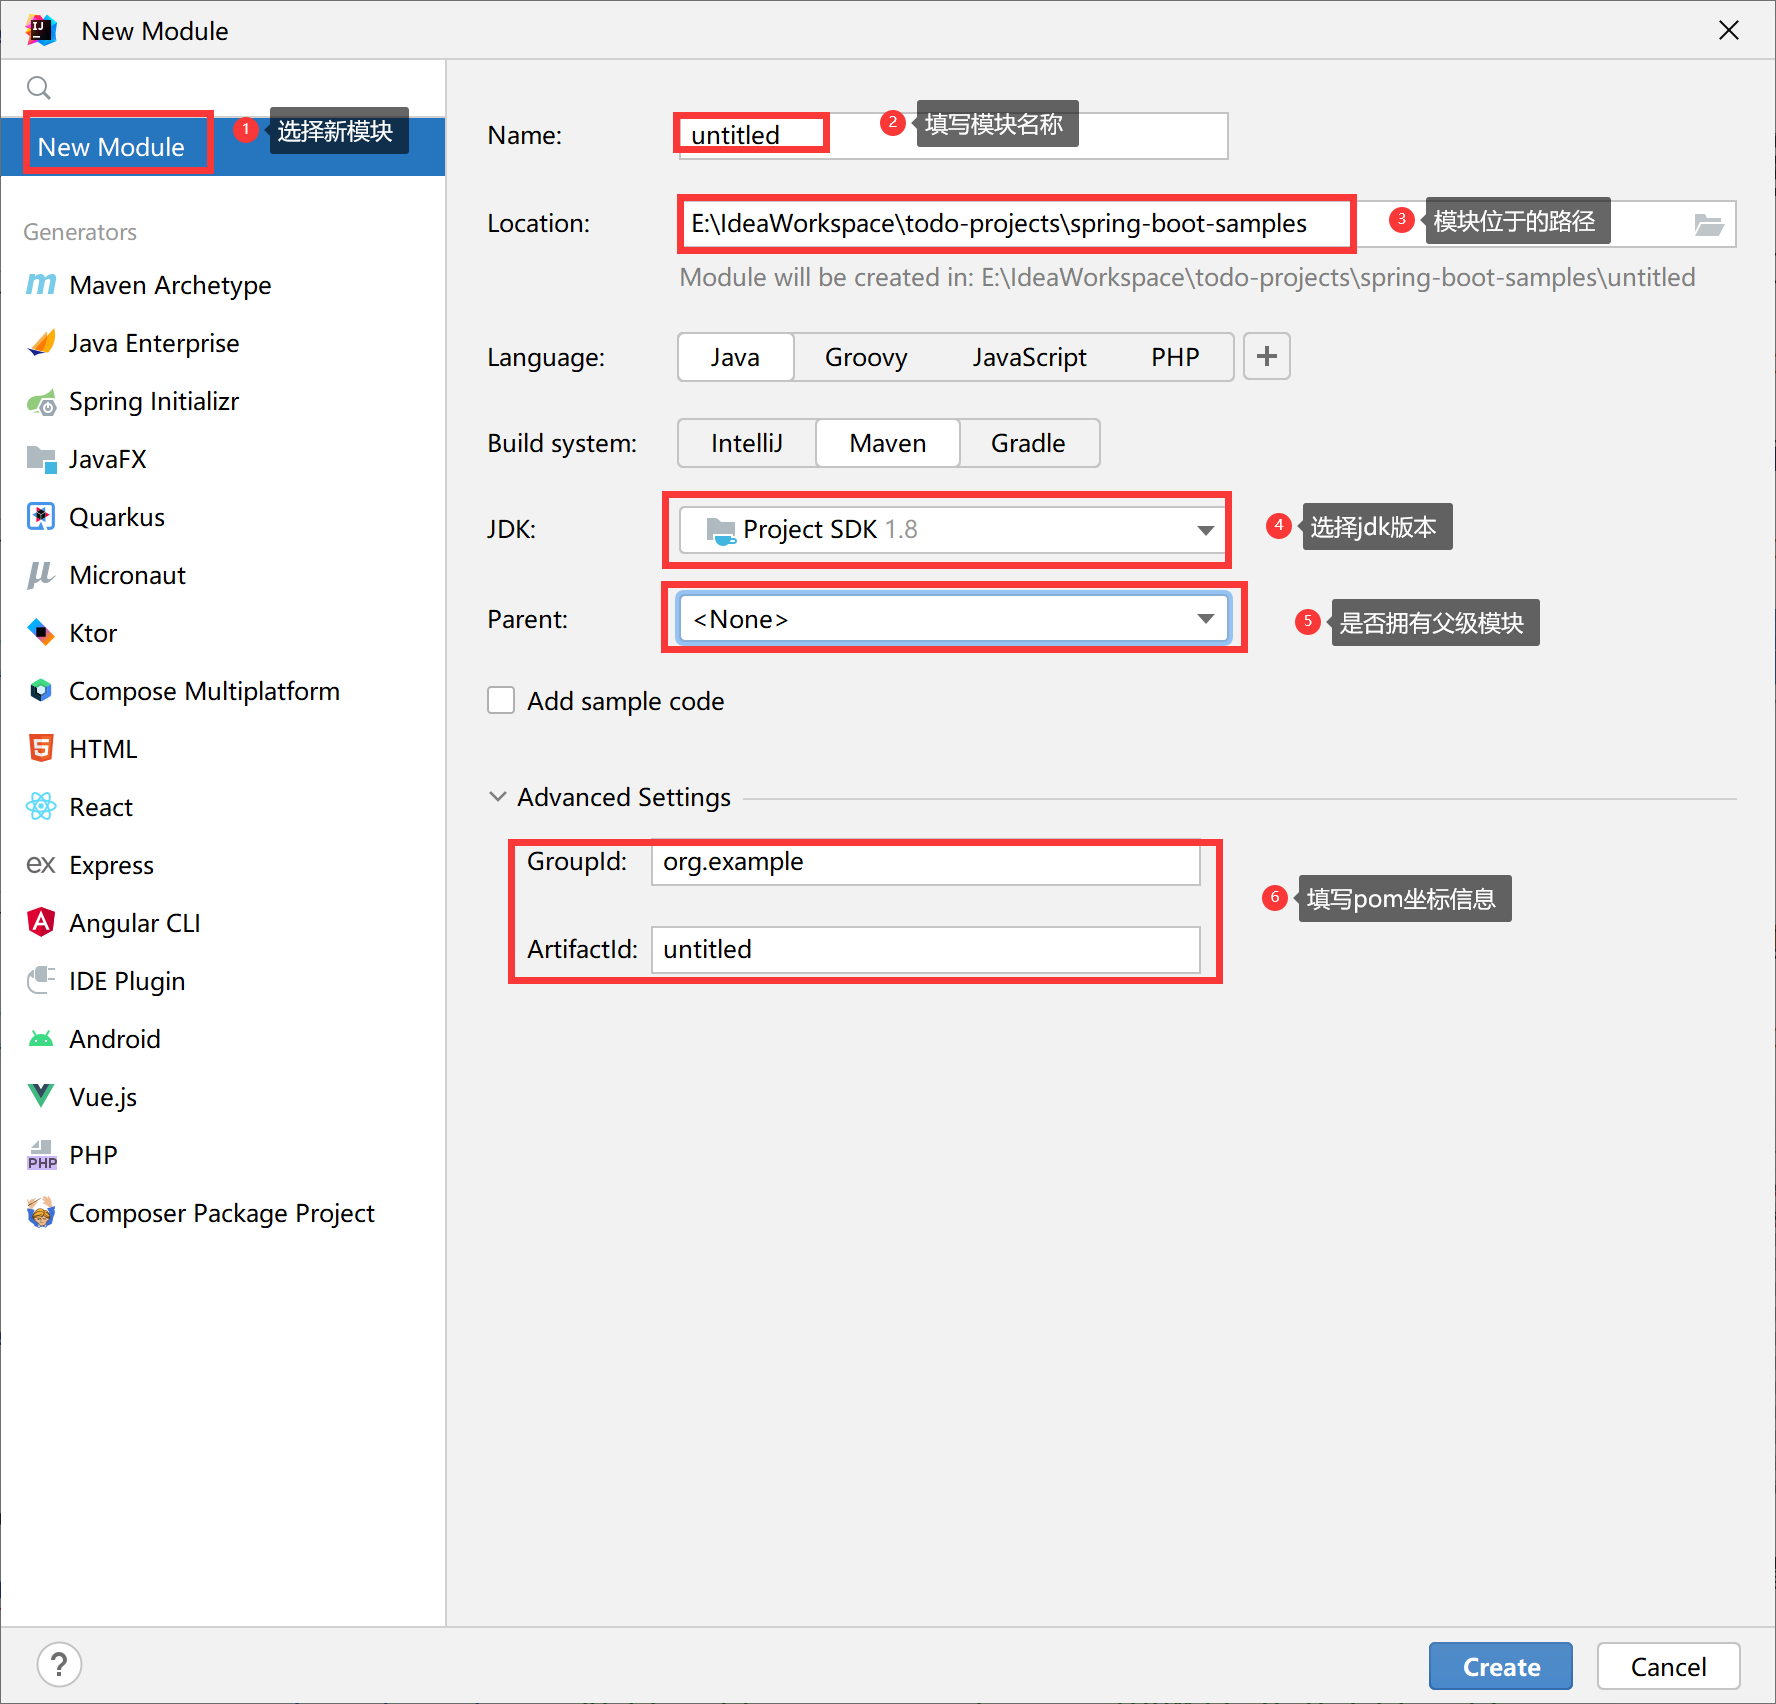 New Module
New Module
1
选择新模块
Generators
Maven Archetype
Java Enterprise
Spring Initializr
JavaFX
Quarkus
Micronaut
Ktor
Compose Multiplatform
HTML
React
ex Express
Angular CLI
IDE Plugin
Android
Vue.js
PHP PHP
Composer Package Project
Name: untitled
2
填写模块名称
Location: E:\IdeaWorkspace\todo-projects\spring-boot-samples
3
模块位于的路径
Module will be created in: E:\IdeaWorkspace\todo-projects\spring-boot-samples\untitled
Language: Java Groovy JavaScript PHP +
Build system: IntelliJ Maven Gradle
JDK: Project SDK 1.8
4
选择jdk版本
Parent: <None>
5
是否拥有父级模块
Add sample code
Advanced Settings
GroupId: org.example
ArtifactId: untitled
6
填写pom坐标信息
?
Create
Cancel